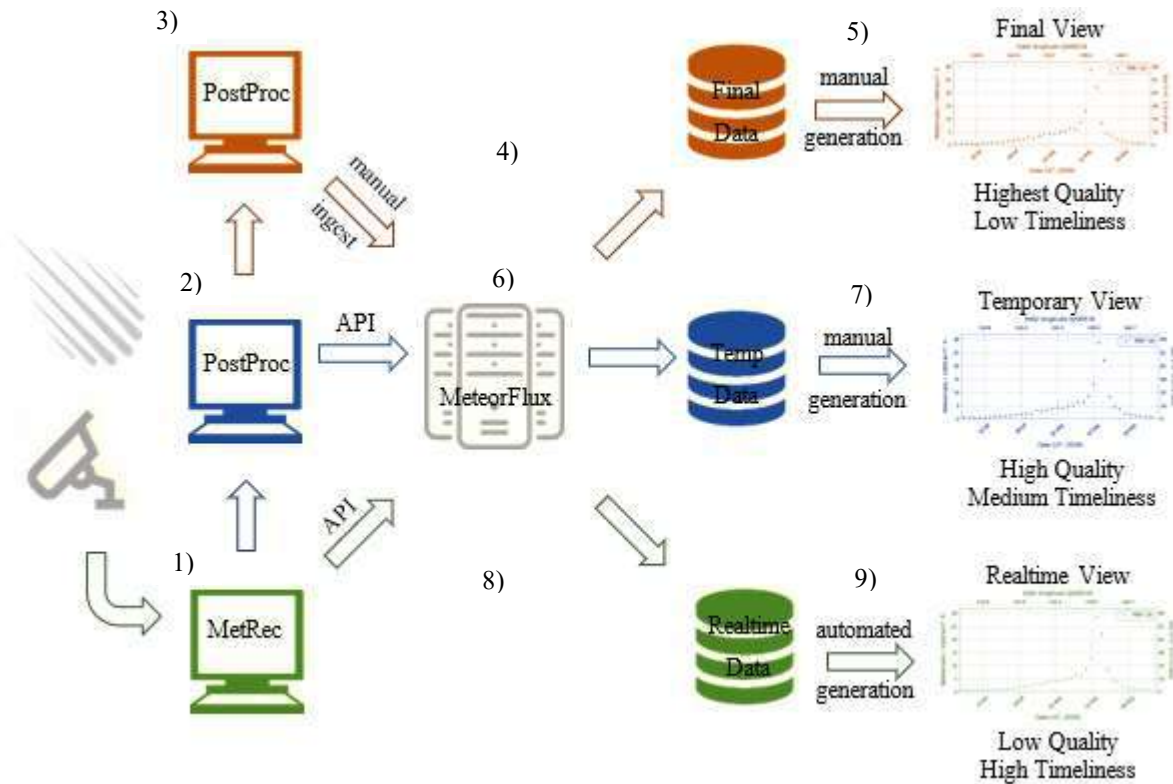 3)
PostProc
manual
ingest
4)
Final
Data
5)
manual
generation
Final View
Highest Quality
Low Timeliness
2)
PostProc
API
6)
MeteorFlux
Temp
Data
7)
manual
generation
Temporary View
High Quality
Medium Timeliness
1)
MetRec
API
8)
Realtime
Data
9)
automated
generation
Realtime View
Low Quality
High Timeliness